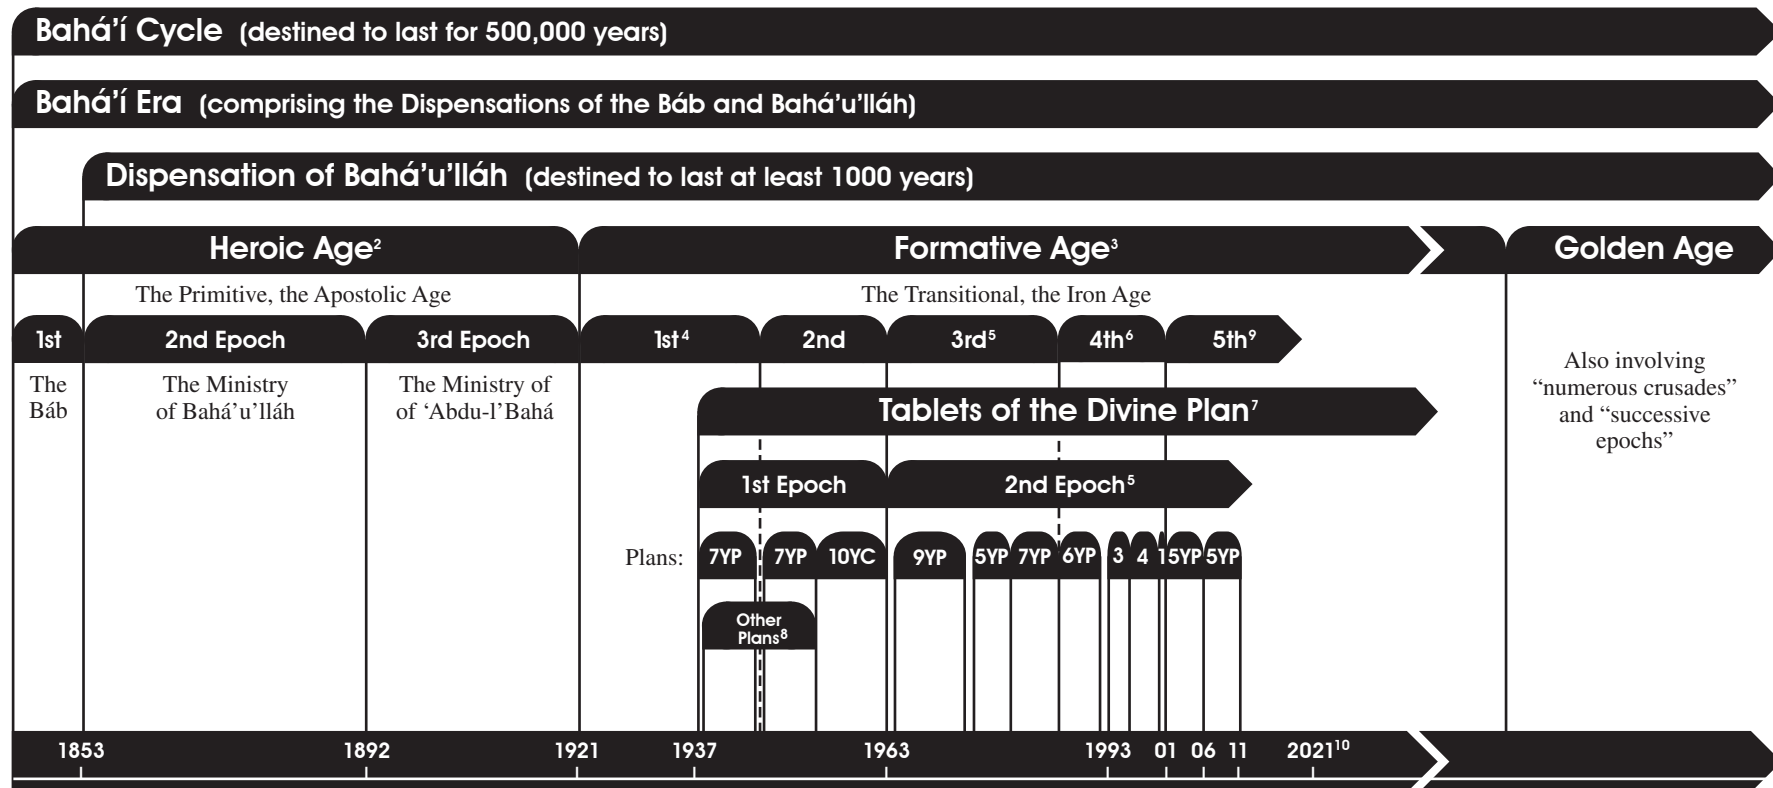 Bahá’í Cycle (destined to last for 500,000 years)
Bahá’í Era (comprising the Dispensations of the Báb and Bahá’u’lláh)
Dispensation of Bahá’u’lláh (destined to last at least 1000 years)
Heroic Age² Formative Age³ Golden Age
The Primitive, the Apostolic Age The Transitional, the Iron Age
1st 2nd Epoch 3rd Epoch 1st⁴ 2nd 3rd⁵ 4th⁶ 5th⁹
The
Báb
The Ministry
of Bahá’u’lláh
The Ministry of
of ‘Abdu-l’Bahá
Also involving
“numerous crusades”
and “successive
epochs”
Tablets of the Divine Plan⁷
1st Epoch 2nd Epoch⁵
Plans: 7YP 7YP 10YC 9YP 5YP 7YP 6YP 3 4 1 5YP 5YP
Other
Plans⁸
1853 1892 1921 1937 1963 1993 01 06 11 2021¹⁰